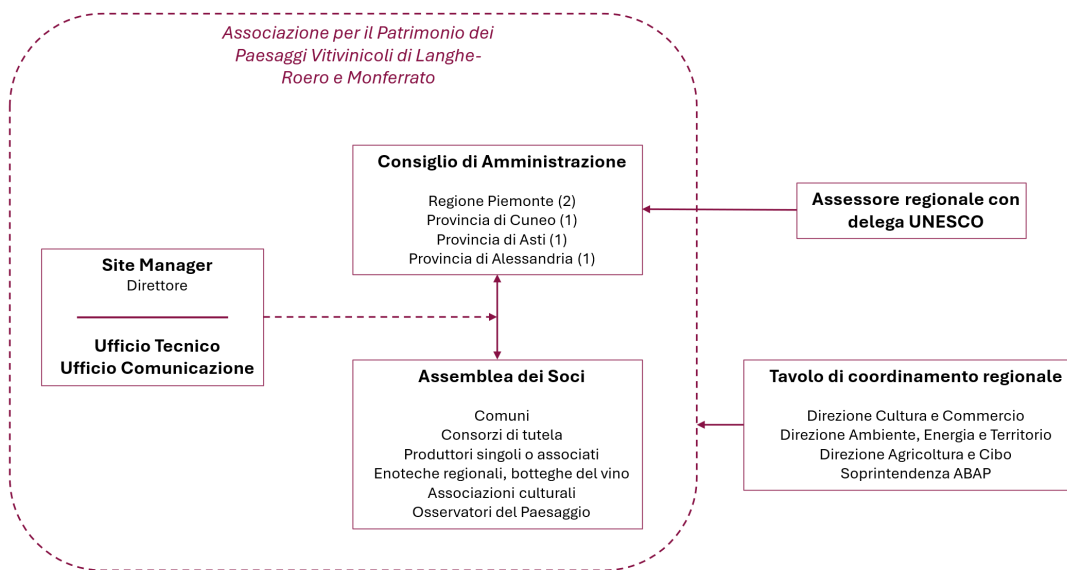 Associazione per il Patrimonio dei
Paesaggi Vitivinicoli di Langhe-
Roero e Monferrato
Consiglio di Amministrazione
Regione Piemonte (2)
Provincia di Cuneo (1)
Provincia di Asti (1)
Provincia di Alessandria (1)
Assessore regionale con
delega UNESCO
Site Manager
Direttore
Ufficio Tecnico
Ufficio Comunicazione
Assemblea dei Soci
Comuni
Consorzi di tutela
Produttori singoli o associati
Enoteche regionali, botteghe del vino
Associazioni culturali
Osservatori del Paesaggio
Tavolo di coordinamento regionale
Direzione Cultura e Commercio
Direzione Ambiente, Energia e Territorio
Direzione Agricoltura e Cibo
Soprintendenza ABAP